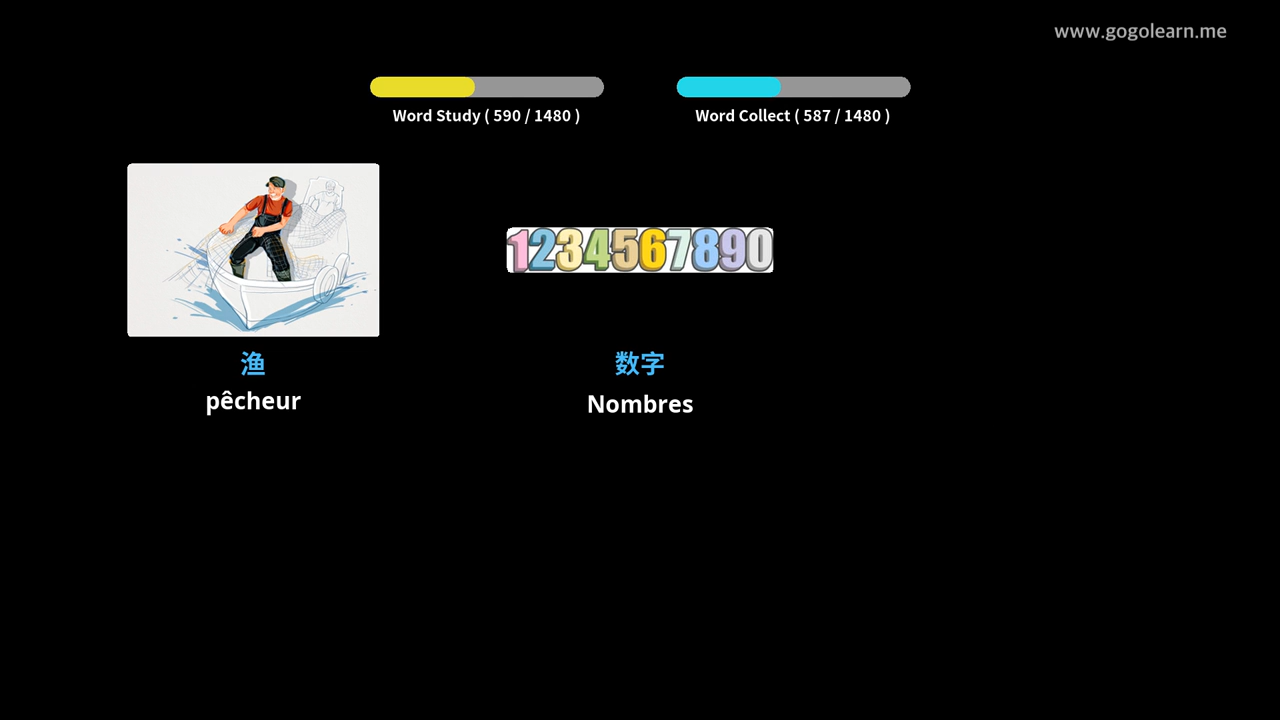 www.gogolearn.me
Word Study ( 590 / 1480 )
Word Collect ( 587 / 1480 )
1234567890
渔
pêcheur
数字
Nombres